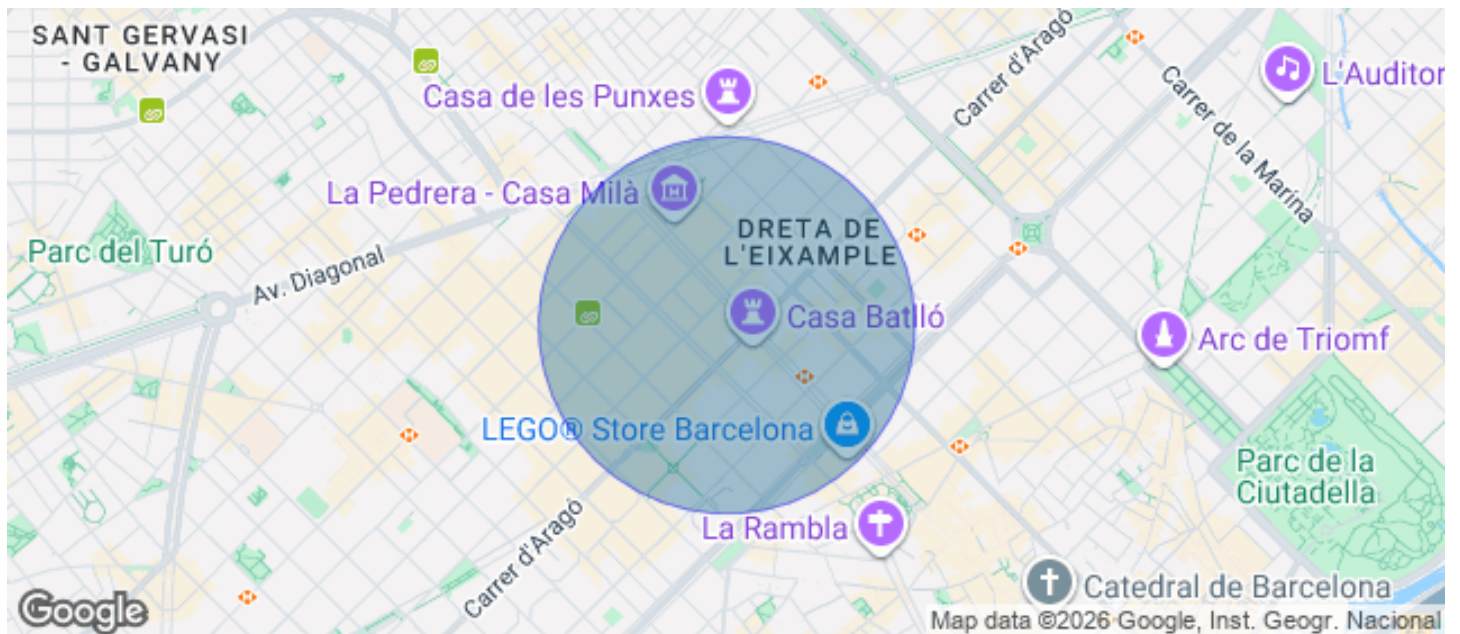 SANT GERVASI
- GALVANY
Casa de les Punxes
Carrer d'Aragó
L'Auditor
Carrer de la Marina
La Pedrera - Casa Milà
DRETA DE
L'EIXAMPLE
Parc del Turó
Av. Diagonal
Casa Batlló
Arc de Triomf
LEGO® Store Barcelona
Parc de la
Ciutadella
La Rambla
Carrer d'Aragó
Catedral de Barcelona
Google
Map data ©2026 Google, Inst. Geogr. Nacional